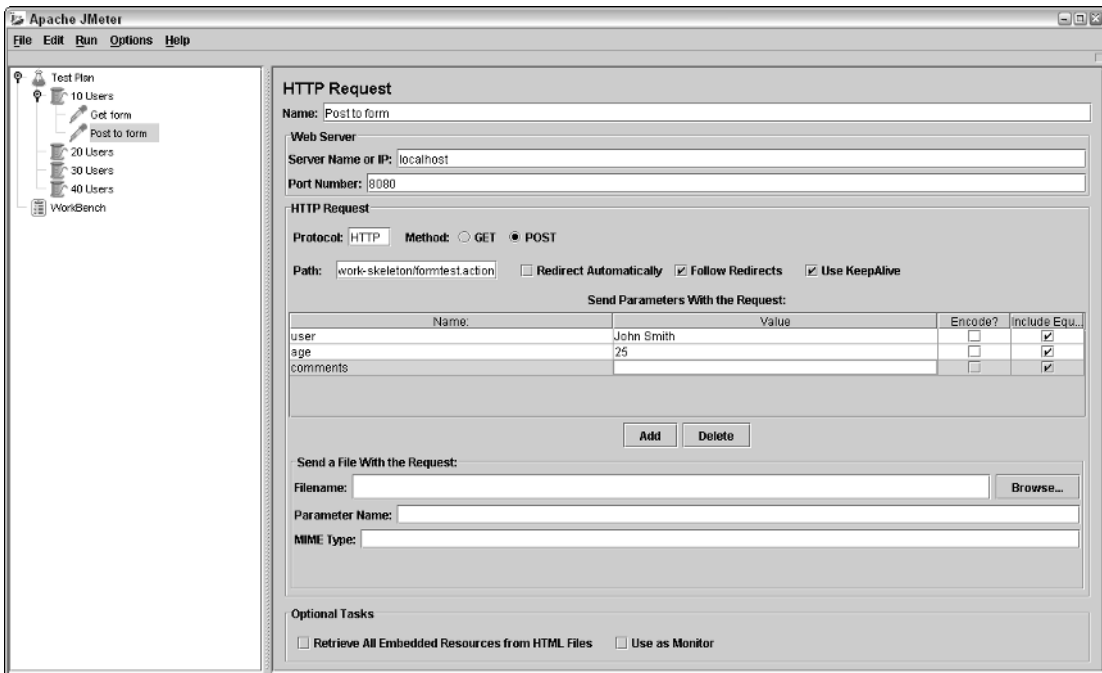 Apache JMeter
File Edit Run Options Help
Test Plan
10 Users
Get form
Post to form
20 Users
30 Users
40 Users
WorkBench
HTTP Request
Name: Post to form
Web Server
Server Name or IP: localhost
Port Number: 8080
HTTP Request
Protocol: HTTP Method: GET POST
Path: work-skeleton/formtest.action Redirect Automatically Follow Redirects Use KeepAlive
Send Parameters With the Request:
Name: Value Encode? Include Equ...
user John Smith
age 25
comments
Add Delete
Send a File With the Request:
Filename: Browse...
Parameter Name:
MIME Type:
Optional Tasks
Retrieve All Embedded Resources from HTML Files Use as Monitor